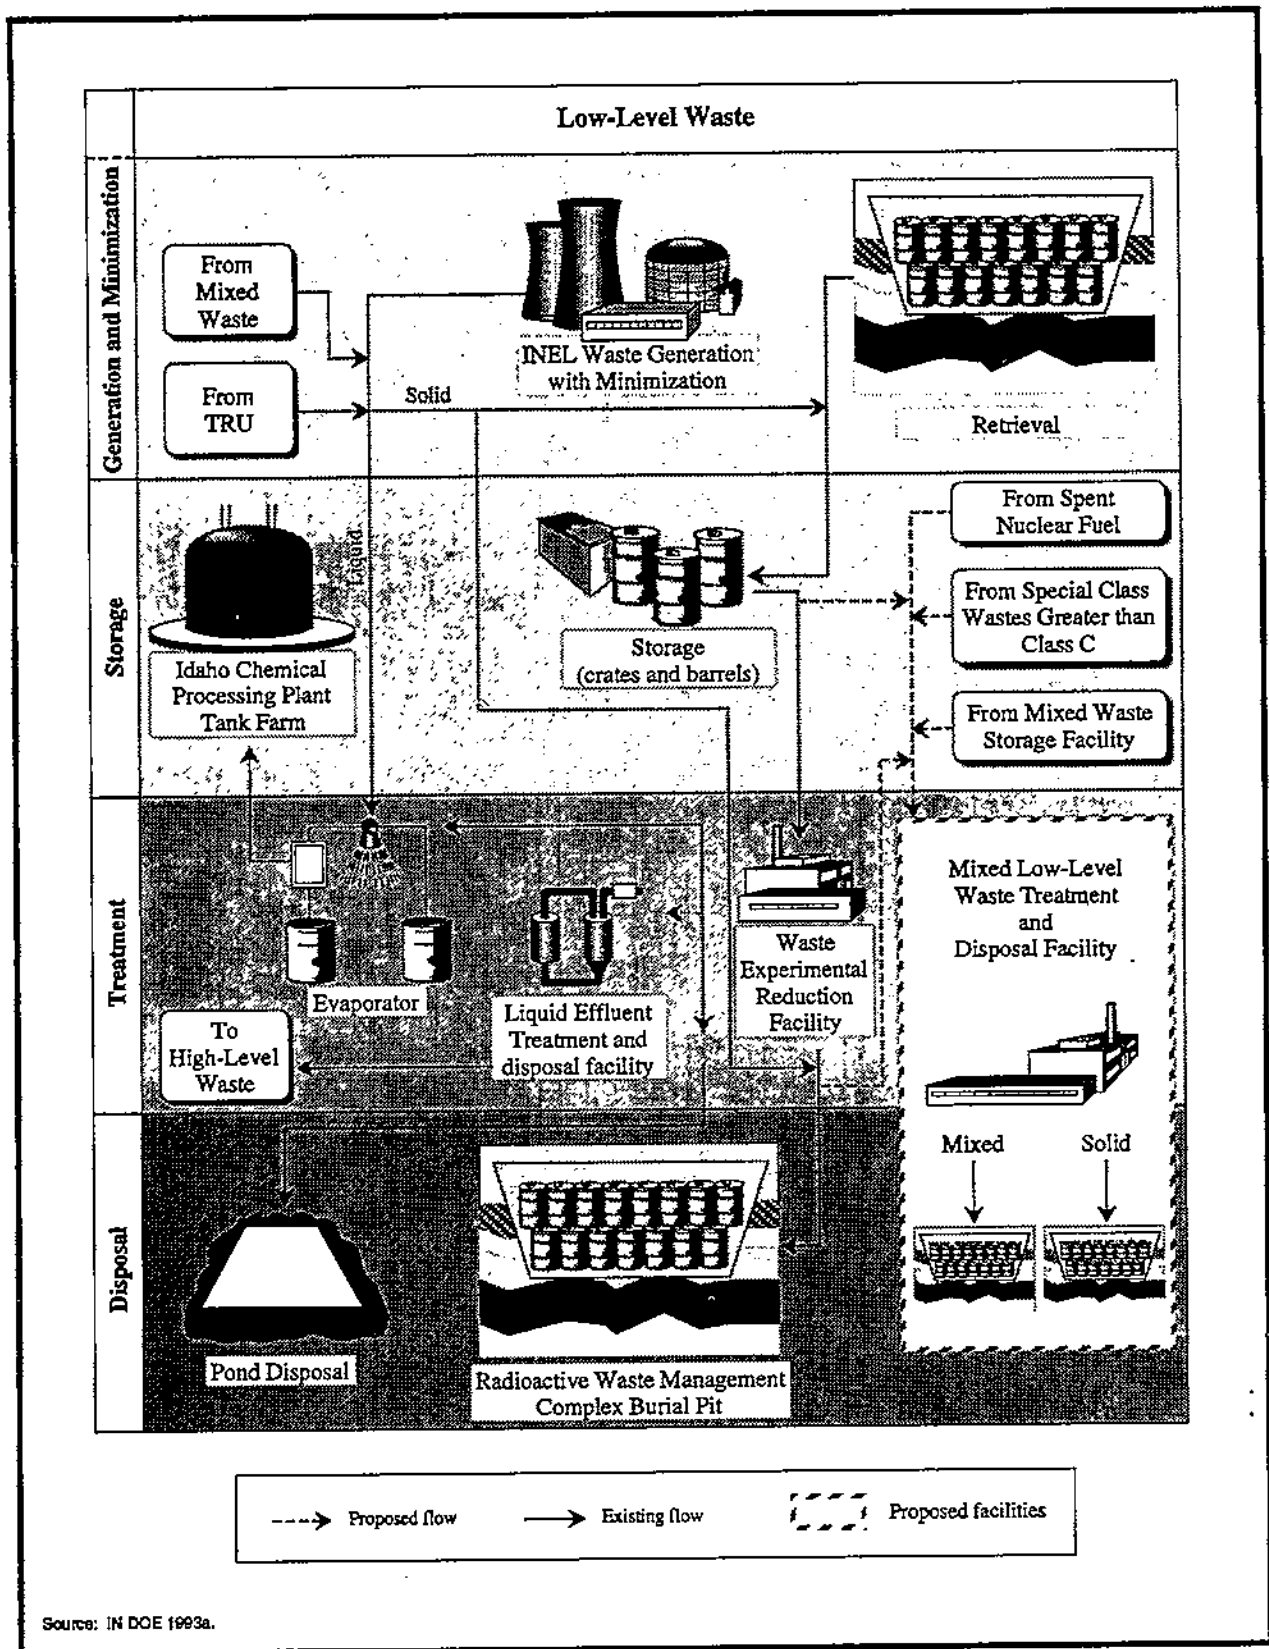 Low-Level Waste
Generation and Minimization
From
Mixed
Waste
From
TRU
Solid
INEL Waste Generation
with Minimization
Retrieval
Storage
Liquid
Idaho Chemical
Processing Plant
Tank Farm
Storage
(crates and barrels)
From Spent
Nuclear Fuel
From Special Class
Wastes Greater than
Class C
From Mixed Waste
Storage Facility
Treatment
Evaporator
To
High-Level
Waste
Liquid Effluent
Treatment and
disposal facility
Waste
Experimental
Reduction
Facility
Mixed Low-Level
Waste Treatment
and
Disposal Facility
Mixed
Solid
Disposal
Pond Disposal
Radioactive Waste Management
Complex Burial Pit
Proposed flow
Existing flow
Proposed facilities
Source: IN DOE 1993a.